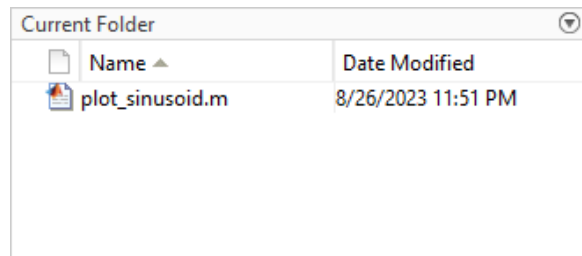 Current Folder
Name Date Modified
plot_sinusoid.m 8/26/2023 11:51 PM